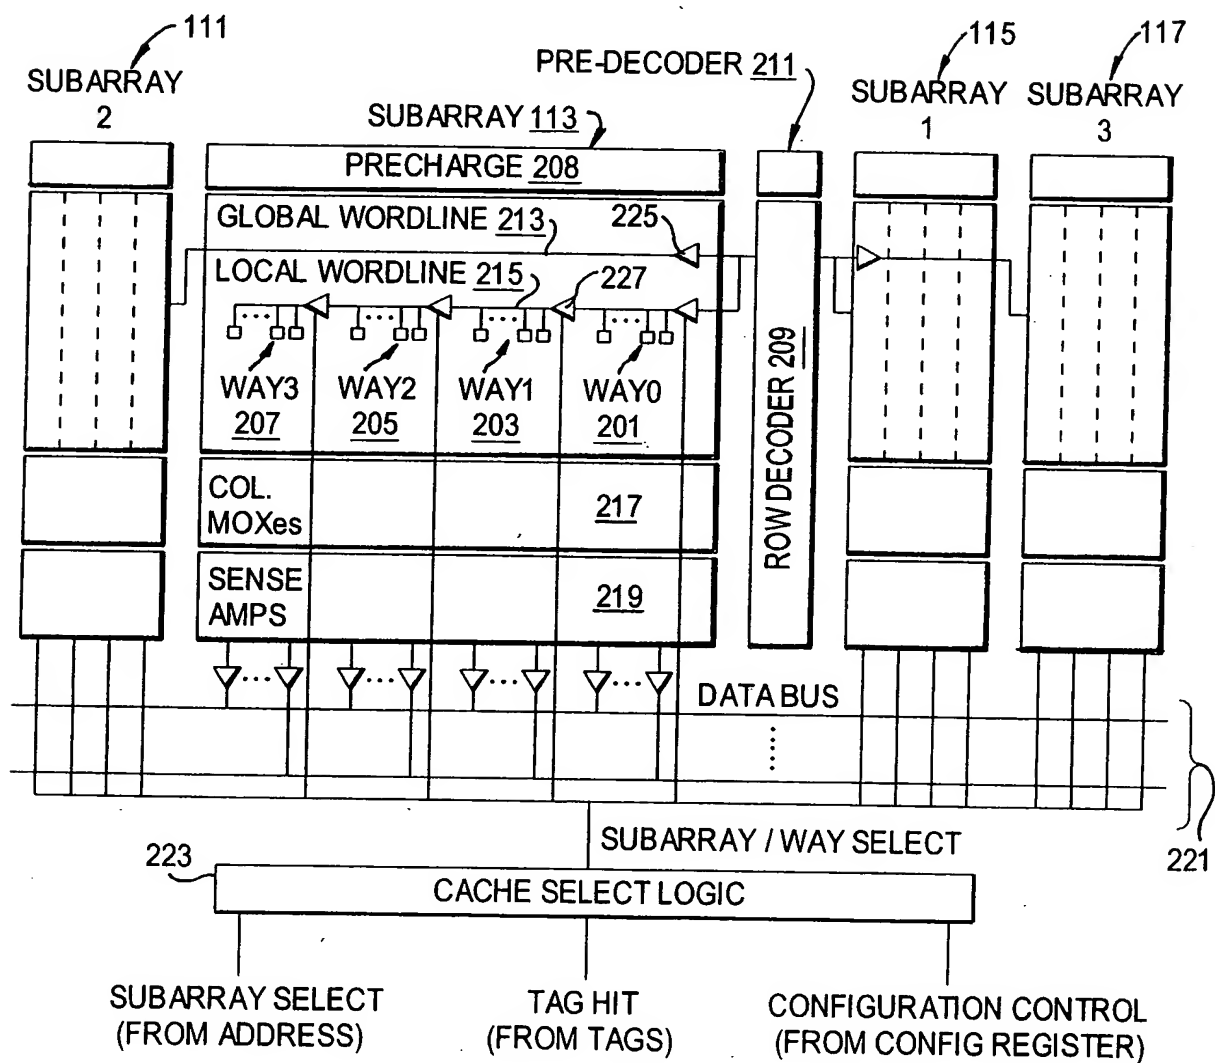 111
SUBARRAY
2
PRE-DECODER 211
115
SUBARRAY
1
117
SUBARRAY
3
SUBARRAY 113
PRECHARGE 208
GLOBAL WORDLINE 213
225
LOCAL WORDLINE 215
227
WAY3
207
WAY2
205
WAY1
203
WAY0
201
ROW DECODER 209
COL.
MOXes
217
SENSE
AMPS
219
DATA BUS
221
SUBARRAY / WAY SELECT
223
CACHE SELECT LOGIC
SUBARRAY SELECT
(FROM ADDRESS)
TAG HIT
(FROM TAGS)
CONFIGURATION CONTROL
(FROM CONFIG REGISTER)